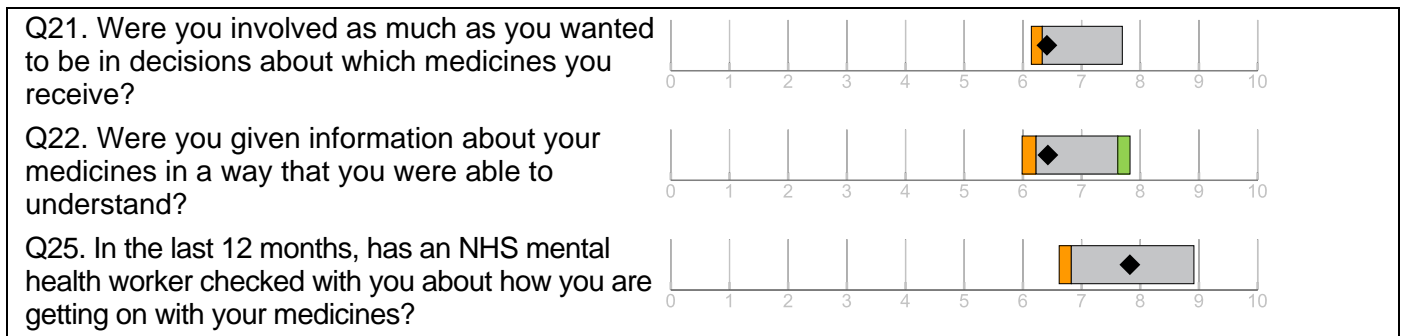 Q21. Were you involved as much as you wanted
to be in decisions about which medicines you
receive?
0 1 2 3 4 5 6 7 8 9 10
Q22. Were you given information about your
medicines in a way that you were able to
understand?
0 1 2 3 4 5 6 7 8 9 10
Q25. In the last 12 months, has an NHS mental
health worker checked with you about how you are
getting on with your medicines?
0 1 2 3 4 5 6 7 8 9 10